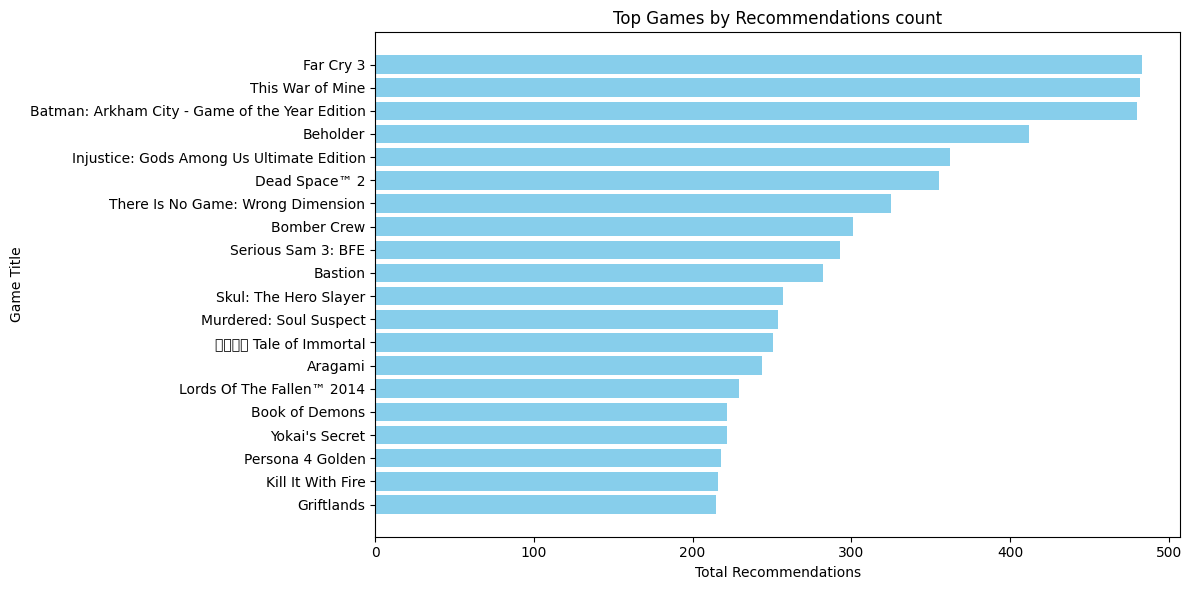 Top Games by Recommendations count
Game Title
Far Cry 3
This War of Mine
Batman: Arkham City - Game of the Year Edition
Beholder
Injustice: Gods Among Us Ultimate Edition
Dead Space™ 2
There Is No Game: Wrong Dimension
Bomber Crew
Serious Sam 3: BFE
Bastion
Skul: The Hero Slayer
Murdered: Soul Suspect
Tale of Immortal
Aragami
Lords Of The Fallen™ 2014
Book of Demons
Yokai's Secret
Persona 4 Golden
Kill It With Fire
Griftlands
0 100 200 300 400 500
Total Recommendations